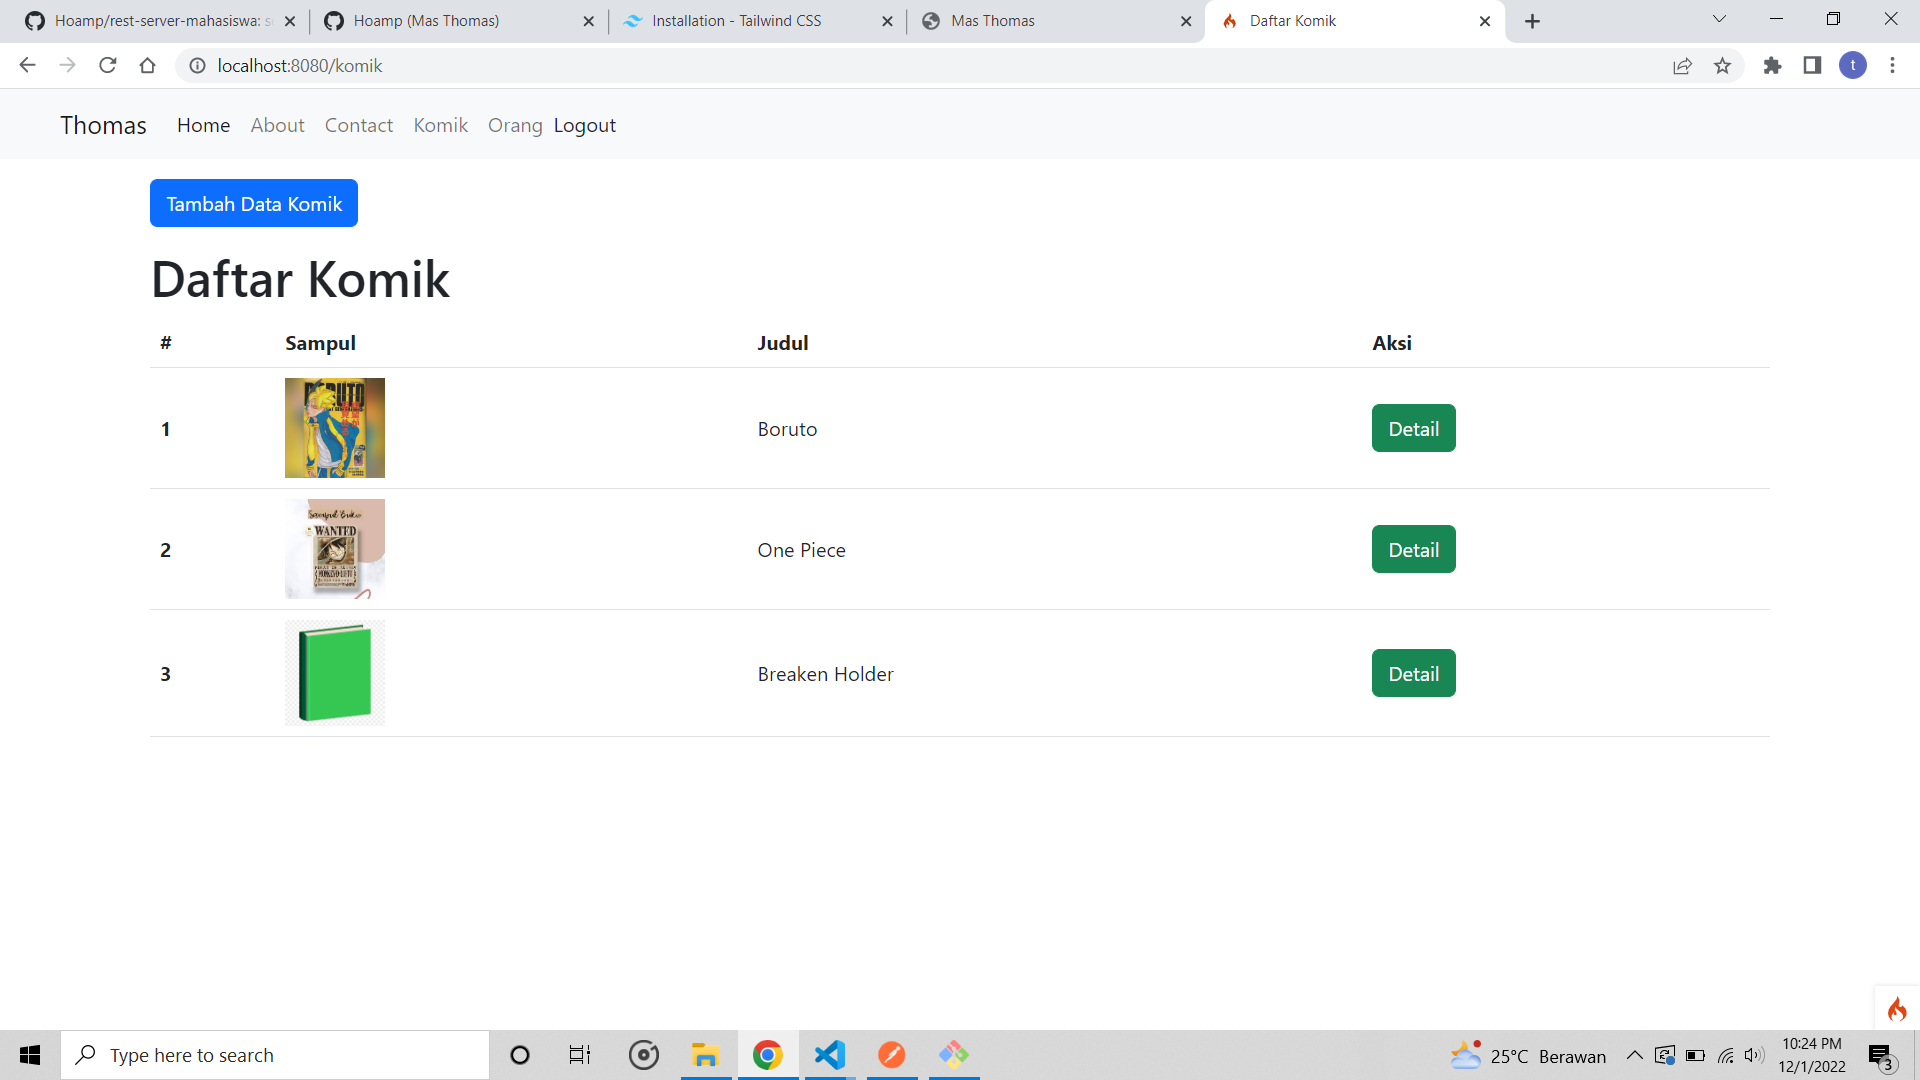 Hoamp/rest-server-mahasiswa: s
Hoamp (Mas Thomas)
Installation - Tailwind CSS
Mas Thomas
Daftar Komik
localhost:8080/komik
t
Thomas Home About Contact Komik Orang Logout
Tambah Data Komik
Daftar Komik
# Sampul Judul Aksi
1 Boruto Detail
2 One Piece Detail
WANTED
3 Breaken Holder Detail
Type here to search
25°C Berawan
10:24 PM
12/1/2022
3